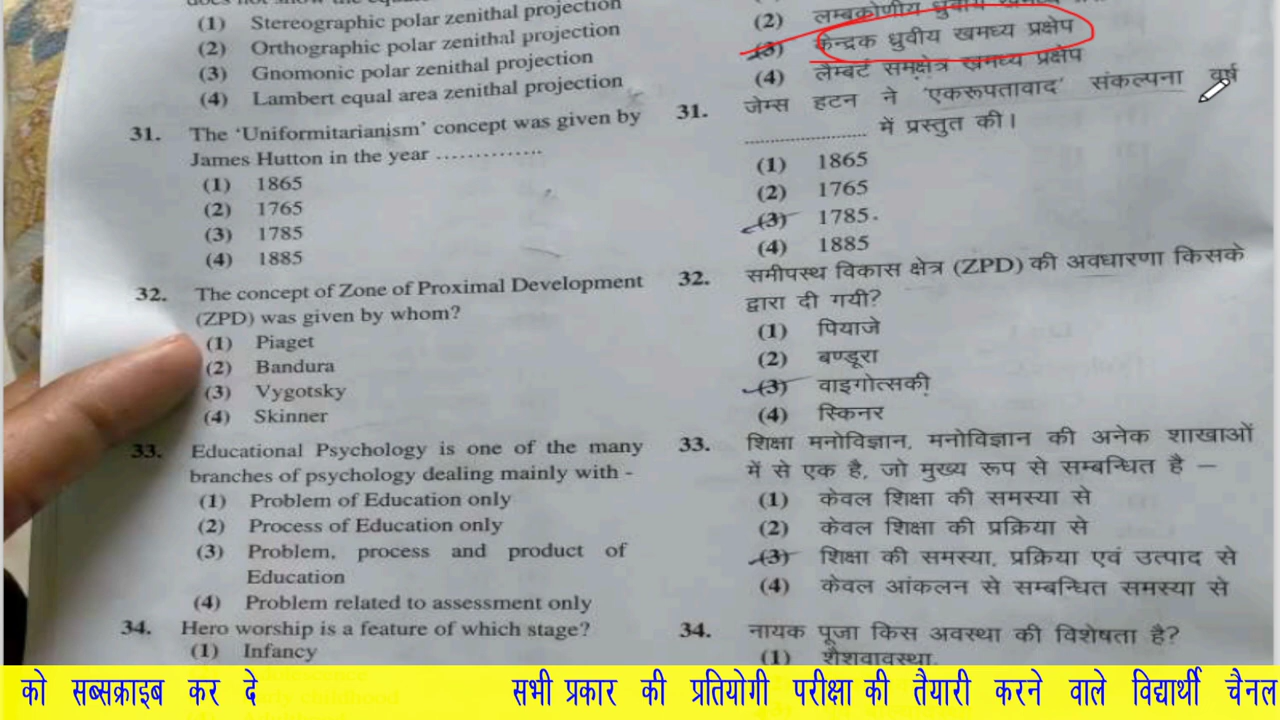 (1) Stereographic polar zenithal projection
(2) Orthographic polar zenithal projection
(3) Gnomonic polar zenithal projection
(4) Lambert equal area zenithal projection
31. The 'Uniformitarianism' concept was given by
James Hutton in the year ..............
(1) 1865
(2) 1765
(3) 1785
(4) 1885
32. The concept of Zone of Proximal Development
(ZPD) was given by whom?
(1) Piaget
(2) Bandura
(3) Vygotsky
(4) Skinner
33. Educational Psychology is one of the many
branches of psychology dealing mainly with -
(1) Problem of Education only
(2) Process of Education only
(3) Problem, process and product of
Education
(4) Problem related to assessment only
34. Hero worship is a feature of which stage?
(1) Infancy
(2) लम्बकोणीय ध्रुवीय
(3) केन्द्रक ध्रुवीय खमध्य प्रक्षेप
(4) लैम्बर्ट समक्षेत्र खमध्य प्रक्षेप
31. जेम्स हटन ने 'एकरूपतावाद' संकल्पना वर्ष
.................... में प्रस्तुत की।
(1) 1865
(2) 1765
(3) 1785
(4) 1885
32. समीपस्थ विकास क्षेत्र (ZPD) की अवधारणा किसके
द्वारा दी गयी?
(1) पियाजे
(2) बण्डूरा
(3) वाइगोत्सकी
(4) स्किनर
33. शिक्षा मनोविज्ञान, मनोविज्ञान की अनेक शाखाओं
में से एक है, जो मुख्य रूप से सम्बन्धित है –
(1) केवल शिक्षा की समस्या से
(2) केवल शिक्षा की प्रक्रिया से
(3) शिक्षा की समस्या, प्रक्रिया एवं उत्पाद से
(4) केवल आंकलन से सम्बन्धित समस्या से
34. नायक पूजा किस अवस्था की विशेषता है?
(1) शैशवावस्था
को सब्सक्राइब कर दे सभी प्रकार की प्रतियोगी परीक्षा की तैयारी करने वाले विद्यार्थी चैनल